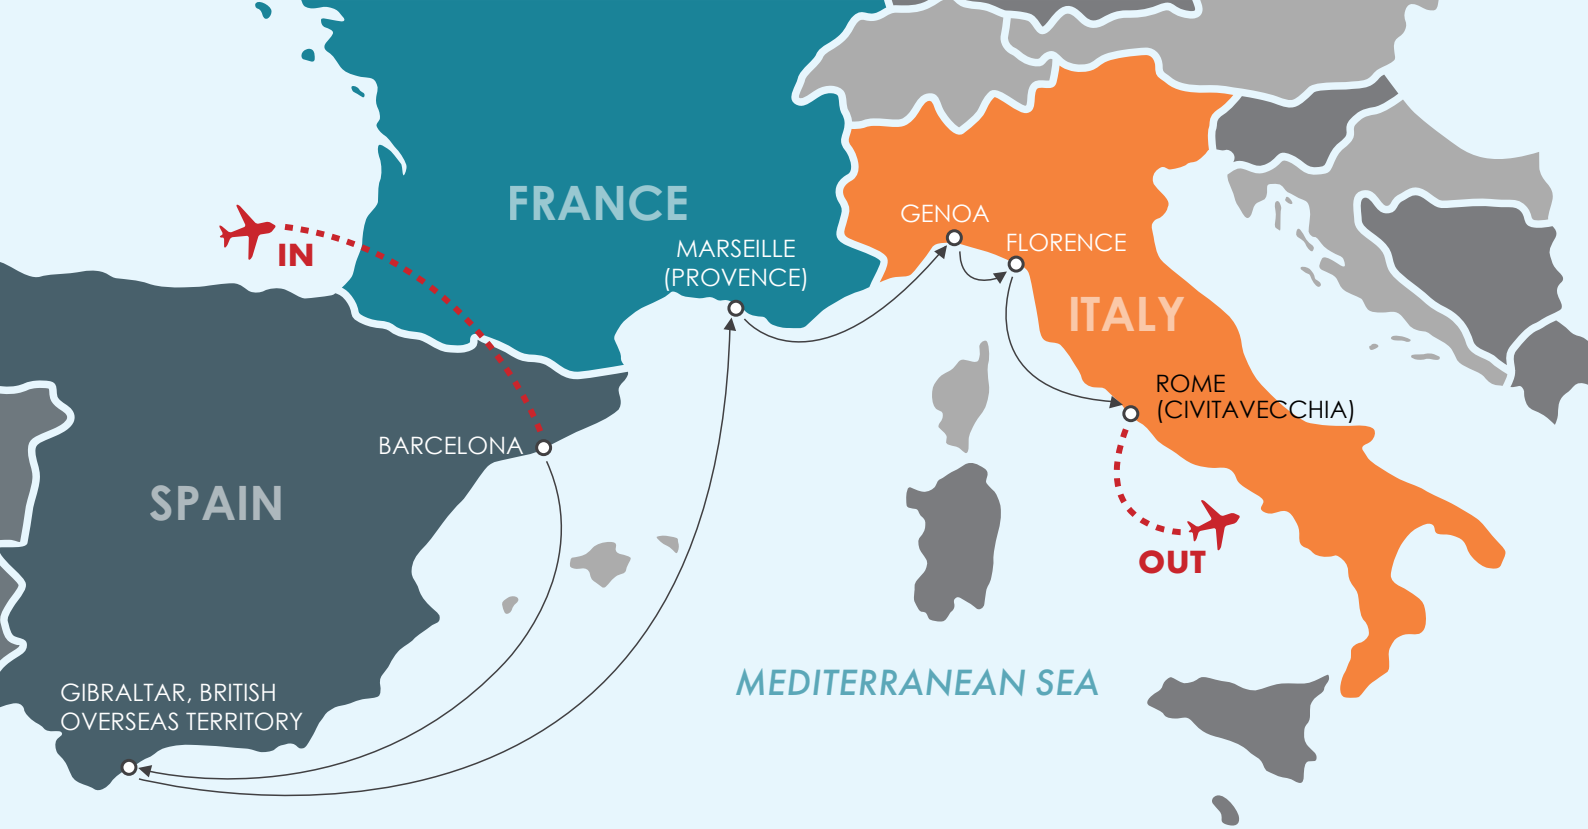 FRANCE
IN
MARSEILLE
(PROVENCE)
GENOA
FLORENCE
ITALY
ROME
(CIVITAVECCHIA)
BARCELONA
SPAIN
OUT
MEDITERRANEAN SEA
GIBRALTAR, BRITISH
OVERSEAS TERRITORY